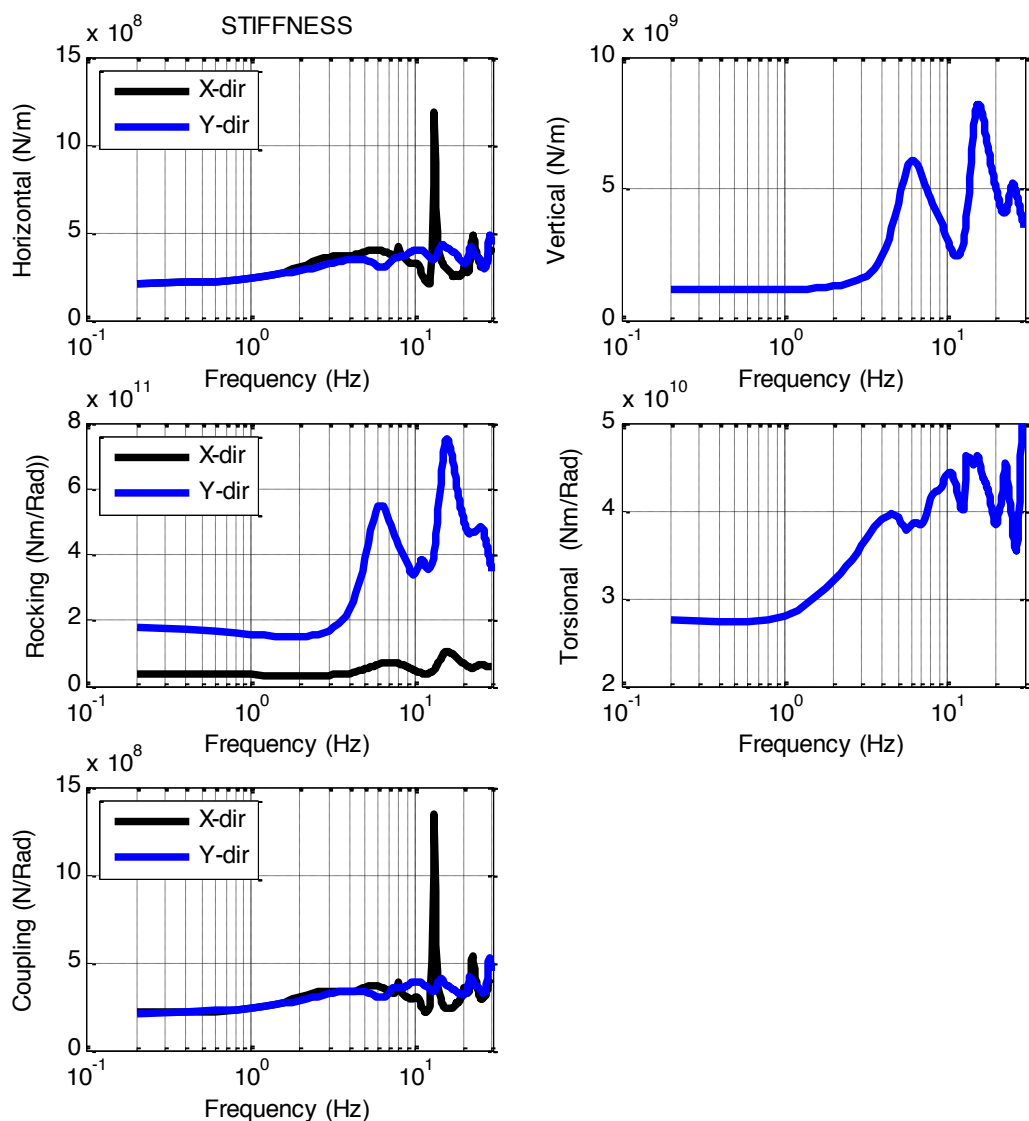 STIFFNESS
x 10^8
15
10
5
0
Horizontal (N/m)
X-dir
Y-dir
10^-1
10^0
10^1
Frequency (Hz)
x 10^9
10
5
0
Vertical (N/m)
10^-1
10^0
10^1
Frequency (Hz)
x 10^11
8
6
4
2
0
Rocking (Nm/Rad))
X-dir
Y-dir
10^-1
10^0
10^1
Frequency (Hz)
x 10^10
5
4
3
2
Torsional (Nm/Rad)
10^-1
10^0
10^1
Frequency (Hz)
x 10^8
15
10
5
0
Coupling (N/Rad)
X-dir
Y-dir
10^-1
10^0
10^1
Frequency (Hz)